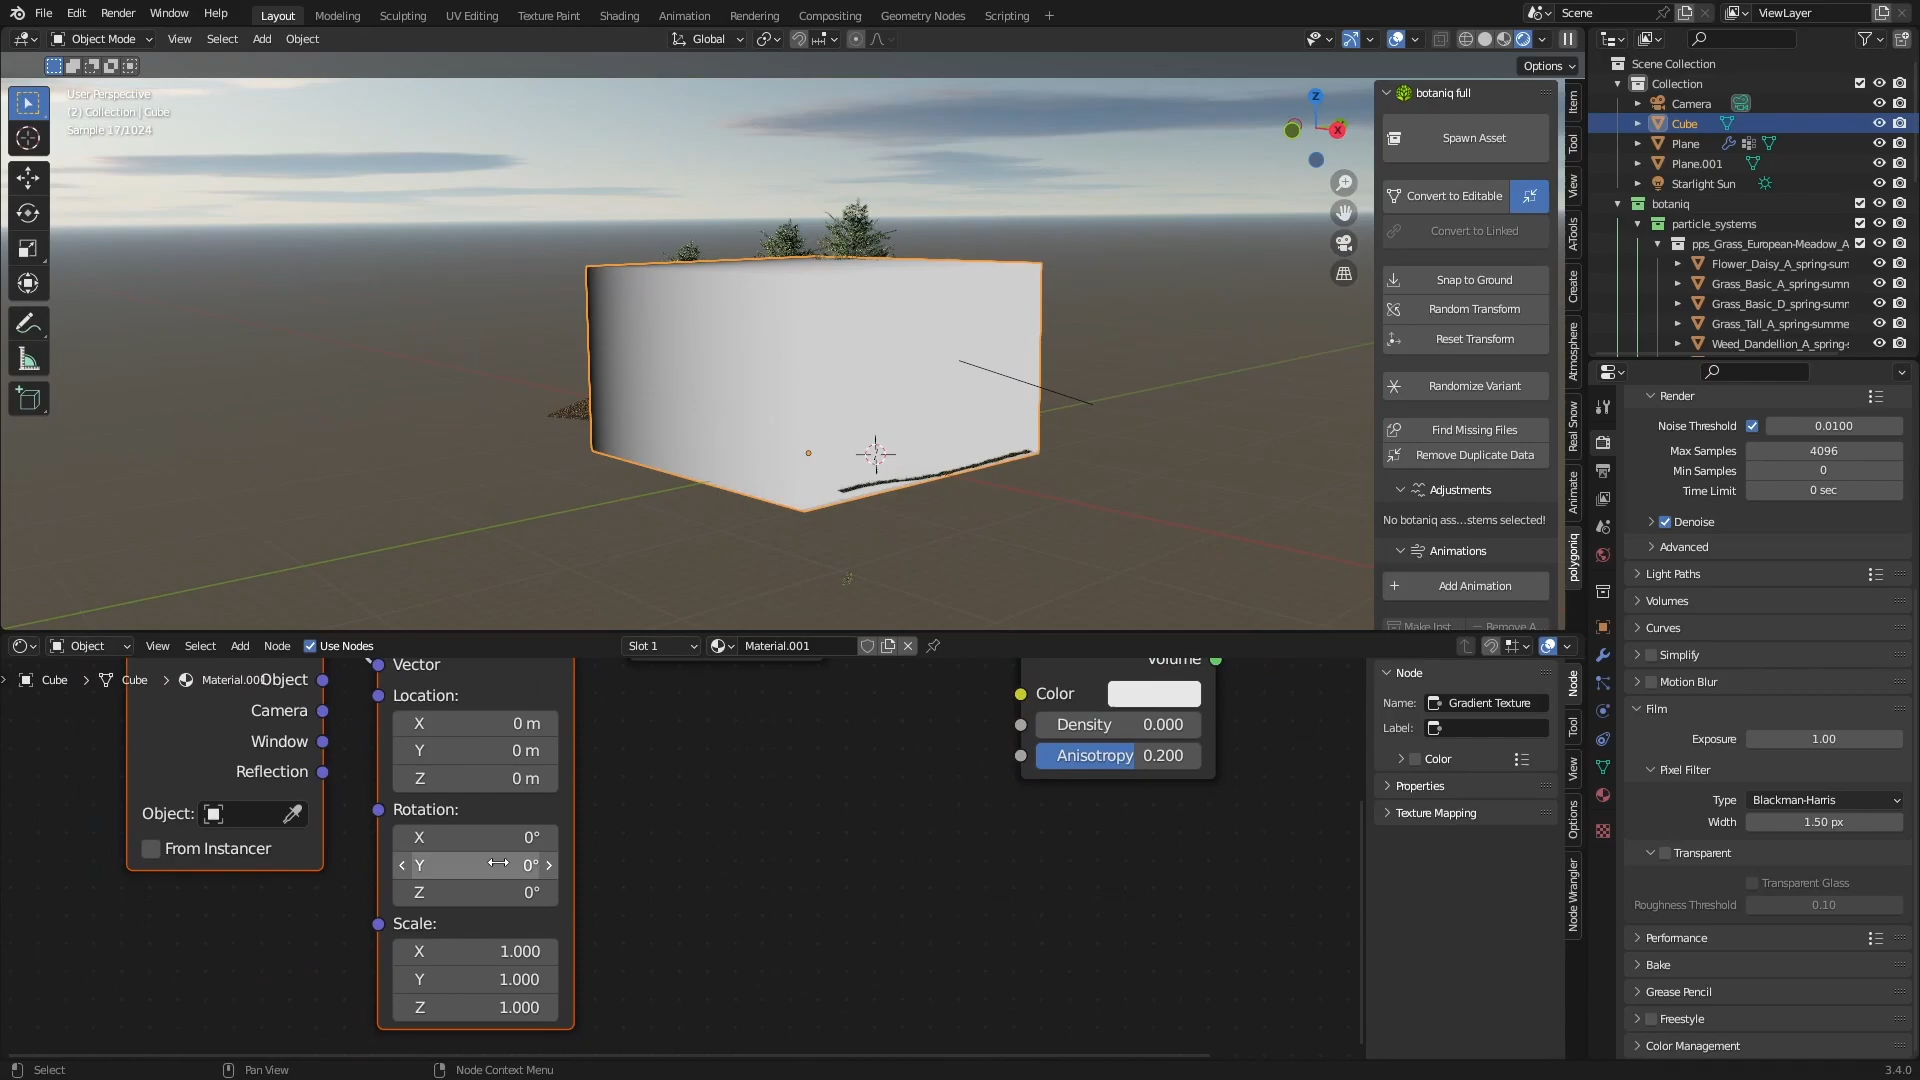 File Edit Render Window Help Layout Modeling Sculpting UV Editing Texture Paint Shading Animation Rendering Compositing Geometry Nodes Scripting + Scene ViewLayer
Object Mode View Select Add Object Global
Options
User Perspective
(2) Collection | Cube
Sample 17/1024
Z
X
botaniq full
Spawn Asset
Convert to Editable
Convert to Linked
Snap to Ground
Random Transform
Reset Transform
Randomize Variant
Find Missing Files
Remove Duplicate Data
Adjustments
No botaniq ass...stems selected!
Animations
Add Animation
Make Inst... Remove A...
Item
Tool
View
A-Tools
Create
Atmosphere
Real Snow
Animate
polygoniq
Scene Collection
Collection
Camera
Cube
Plane
Plane.001
Starlight Sun
botaniq
particle_systems
pps_Grass_European-Meadow_A
Flower_Daisy_A_spring-sum
Grass_Basic_A_spring-sumn
Grass_Basic_D_spring-sumn
Grass_Tall_A_spring-summe
Weed_Dandellion_A_spring-s
Render
Noise Threshold 0.0100
Max Samples 4096
Min Samples 0
Time Limit 0 sec
Denoise
Advanced
Light Paths
Volumes
Curves
Simplify
Motion Blur
Film
Exposure 1.00
Pixel Filter
Type Blackman-Harris
Width 1.50 px
Transparent
Transparent Glass
Roughness Threshold 0.10
Performance
Bake
Grease Pencil
Freestyle
Color Management
Object View Select Add Node Use Nodes Slot 1 Material.001
Cube Cube Material.00
Object
Camera
Window
Reflection
Object:
From Instancer
Vector
Location:
X 0 m
Y 0 m
Z 0 m
Rotation:
X 0°
Y 0°
Z 0°
Scale:
X 1.000
Y 1.000
Z 1.000
Volume
Color
Density 0.000
Anisotropy 0.200
Node
Name: Gradient Texture
Label:
Color
Properties
Texture Mapping
Node
Tool
View
Options
Node Wrangler
Select Pan View Node Context Menu 3.4.0